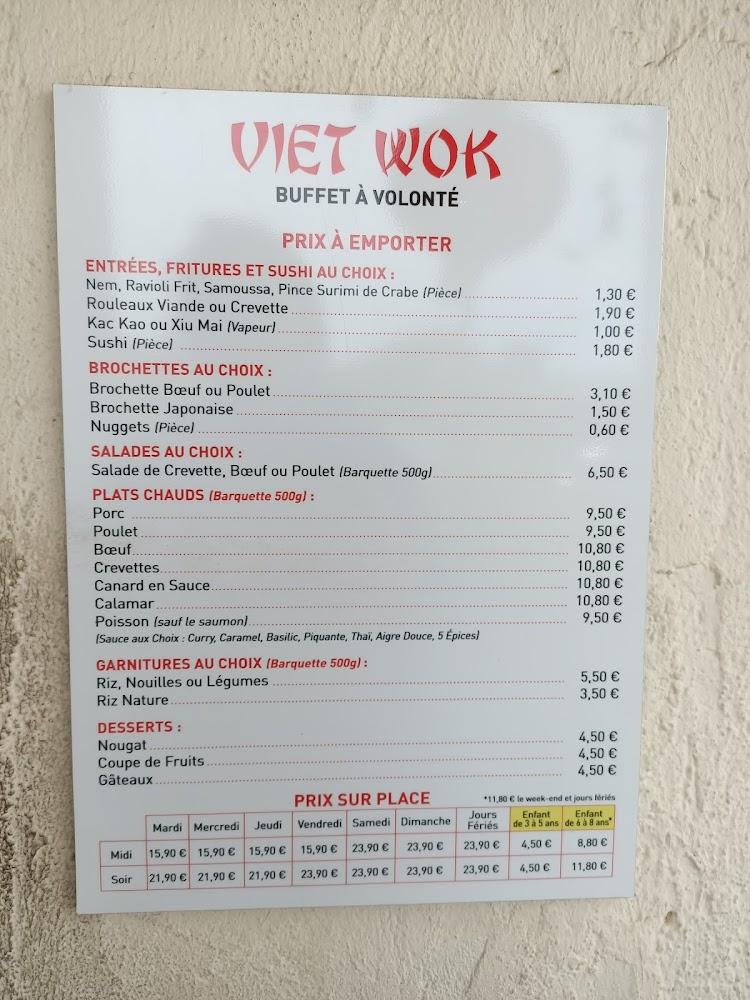 VIET WOK
BUFFET À VOLONTÉ
PRIX À EMPORTER
ENTRÉES, FRITURES ET SUSHI AU CHOIX :
Nem, Ravioli Frit, Samoussa, Pince Surimi de Crabe (Pièce) 1,30 €
Rouleaux Viande ou Crevette 1,90 €
Kac Kao ou Xiu Mai (Vapeur) 1,00 €
Sushi (Pièce) 1,80 €
BROCHETTES AU CHOIX :
Brochette Bœuf ou Poulet 3,10 €
Brochette Japonaise 1,50 €
Nuggets (Pièce) 0,60 €
SALADES AU CHOIX :
Salade de Crevette, Bœuf ou Poulet (Barquette 500g) 6,50 €
PLATS CHAUDS (Barquette 500g) :
Porc 9,50 €
Poulet 9,50 €
Bœuf 10,80 €
Crevettes 10,80 €
Canard en Sauce 10,80 €
Calamar 10,80 €
Poisson (sauf le saumon) 9,50 €
(Sauce aux Choix : Curry, Caramel, Basilic, Piquante, Thaï, Aigre Douce, 5 Épices)
GARNITURES AU CHOIX (Barquette 500g) :
Riz, Nouilles ou Légumes 5,50 €
Riz Nature 3,50 €
DESSERTS :
Nougat 4,50 €
Coupe de Fruits 4,50 €
Gâteaux 4,50 €
PRIX SUR PLACE *11,80 € le week-end et jours fériés
Mardi Mercredi Jeudi Vendredi Samedi Dimanche Jours Fériés Enfant de 3 à 5 ans Enfant de 6 à 8 ans*
Midi 15,90 € 15,90 € 15,90 € 15,90 € 23,90 € 23,90 € 23,90 € 4,50 € 8,80 €
Soir 21,90 € 21,90 € 21,90 € 23,90 € 23,90 € 23,90 € 23,90 € 4,50 € 11,80 €